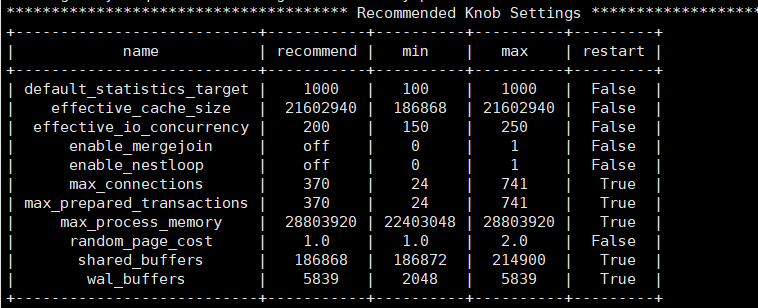 ************************************** Recommended Knob Settings *******************
+---------------------------+-----------+----------+----------+---------+
| name | recommend | min | max | restart |
+---------------------------+-----------+----------+----------+---------+
| default_statistics_target | 1000 | 100 | 1000 | False |
| effective_cache_size | 21602940 | 186868 | 21602940 | False |
| effective_io_concurrency | 200 | 150 | 250 | False |
| enable_mergejoin | off | 0 | 1 | False |
| enable_nestloop | off | 0 | 1 | False |
| max_connections | 370 | 24 | 741 | True |
| max_prepared_transactions | 370 | 24 | 741 | True |
| max_process_memory | 28803920 | 22403048 | 28803920 | True |
| random_page_cost | 1.0 | 1.0 | 2.0 | False |
| shared_buffers | 186868 | 186872 | 214900 | True |
| wal_buffers | 5839 | 2048 | 5839 | True |
+---------------------------+-----------+----------+----------+---------+